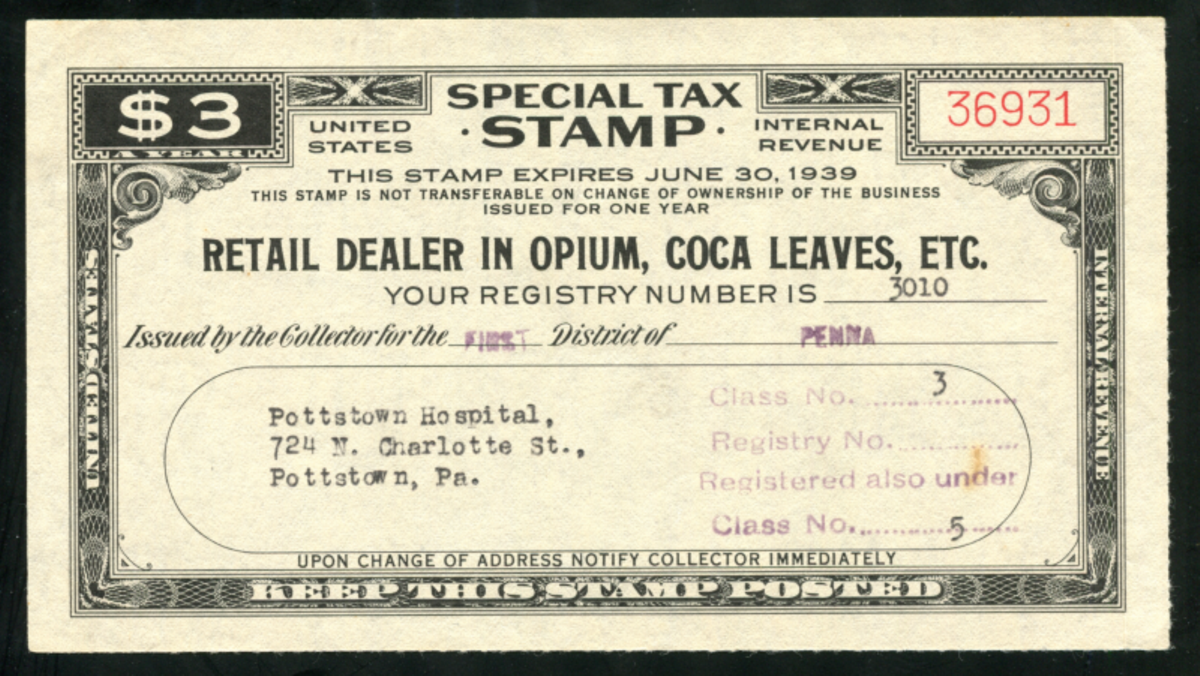 $3
A YEAR
UNITED STATES
SPECIAL TAX
· STAMP ·
INTERNAL REVENUE
36931
THIS STAMP EXPIRES JUNE 30, 1939
THIS STAMP IS NOT TRANSFERABLE ON CHANGE OF OWNERSHIP OF THE BUSINESS
ISSUED FOR ONE YEAR
RETAIL DEALER IN OPIUM, COCA LEAVES, ETC.
YOUR REGISTRY NUMBER IS 3010
Issued by the Collector for the FIRST District of PENNA
Pottstown Hospital,
724 N. Charlotte St.,
Pottstown, Pa.
Class No. 3
Registry No.
Registered also under
Class No. 5
UPON CHANGE OF ADDRESS NOTIFY COLLECTOR IMMEDIATELY
KEEP THIS STAMP POSTED
UNITED STATES
INTERNAL REVENUE